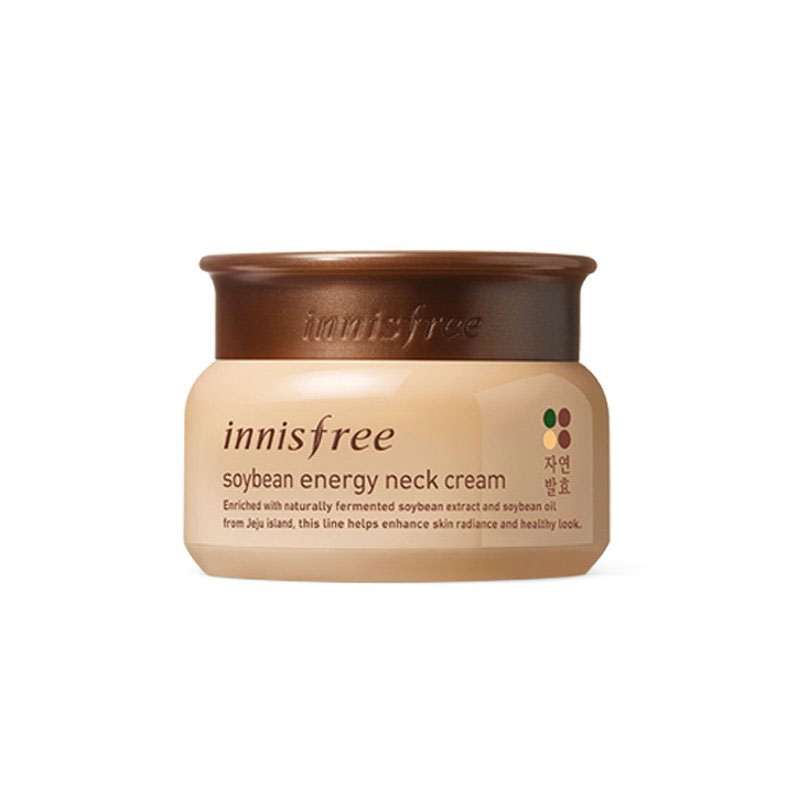 innisfree
innisfree
자연
발효
soybean energy neck cream
Enriched with naturally fermented soybean extract and soybean oil
from Jeju island, this line helps enhance skin radiance and healthy look.